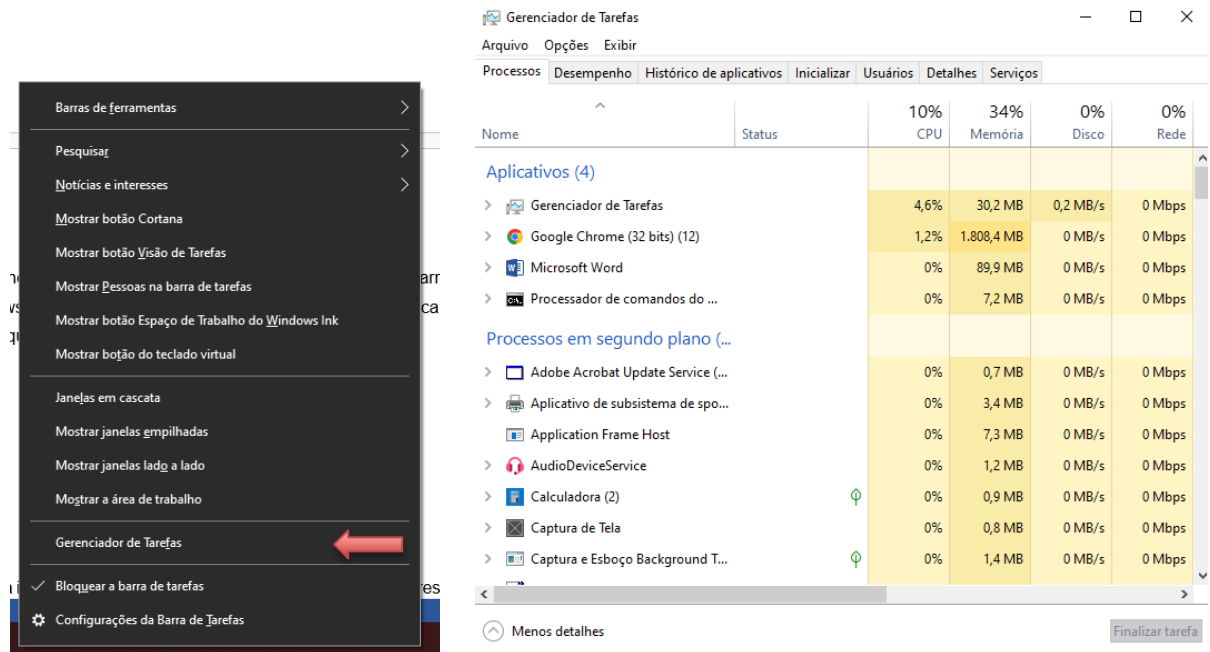 Barras de ferramentas
Pesquisar
Notícias e interesses
Mostrar botão Cortana
Mostrar botão Visão de Tarefas
Mostrar Pessoas na barra de tarefas
Mostrar botão Espaço de Trabalho do Windows Ink
Mostrar botão do teclado virtual
Janelas em cascata
Mostrar janelas empilhadas
Mostrar janelas lado a lado
Mostrar a área de trabalho
Gerenciador de Tarefas
Bloquear a barra de tarefas
Configurações da Barra de Tarefas
Gerenciador de Tarefas
Arquivo Opções Exibir
Processos Desempenho Histórico de aplicativos Inicializar Usuários Detalhes Serviços
10% 34% 0% 0%
Nome Status CPU Memória Disco Rede
Aplicativos (4)
Gerenciador de Tarefas 4,6% 30,2 MB 0,2 MB/s 0 Mbps
Google Chrome (32 bits) (12) 1,2% 1.808,4 MB 0 MB/s 0 Mbps
Microsoft Word 0% 89,9 MB 0 MB/s 0 Mbps
Processador de comandos do ... 0% 7,2 MB 0 MB/s 0 Mbps
Processos em segundo plano (...
Adobe Acrobat Update Service (... 0% 0,7 MB 0 MB/s 0 Mbps
Aplicativo de subsistema de spo... 0% 3,4 MB 0 MB/s 0 Mbps
Application Frame Host 0% 7,3 MB 0 MB/s 0 Mbps
AudioDeviceService 0% 1,2 MB 0 MB/s 0 Mbps
Calculadora (2) 0% 0,9 MB 0 MB/s 0 Mbps
Captura de Tela 0% 0,8 MB 0 MB/s 0 Mbps
Captura e Esboço Background T... 0% 1,4 MB 0 MB/s 0 Mbps
Menos detalhes Finalizar tarefa